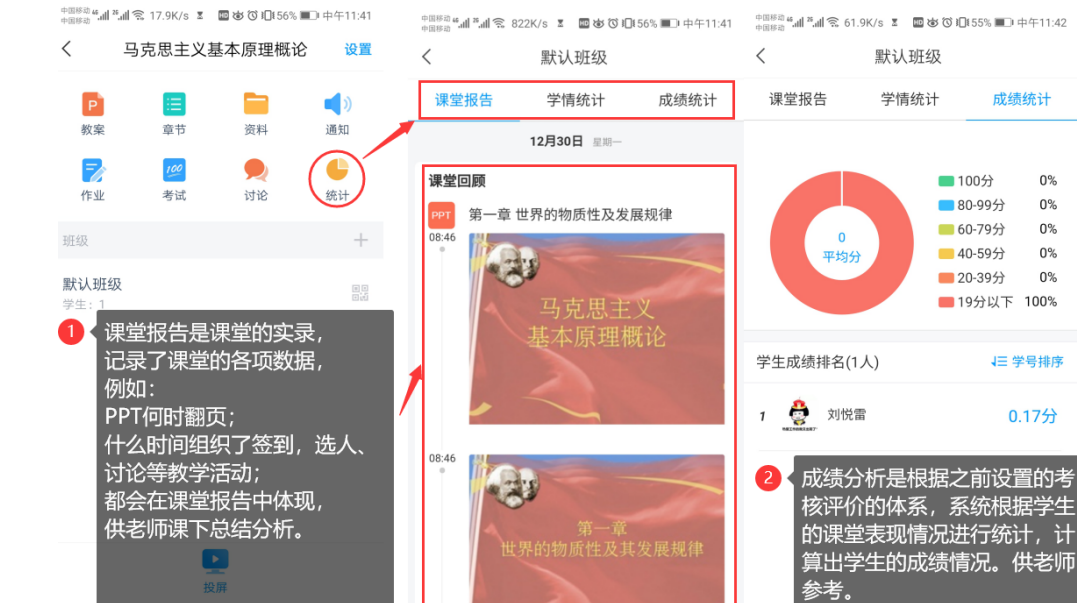 中国移动
中国移动
17.9K/s
56%
中午11:41
马克思主义基本原理概论
设置
教案
章节
资料
通知
作业
100
考试
讨论
统计
班级
默认班级
学生：1
1
课堂报告是课堂的实录，
记录了课堂的各项数据，
例如：
PPT何时翻页；
什么时间组织了签到，选人、
讨论等教学活动；
都会在课堂报告中体现，
供老师课下总结分析。
投屏
中国移动
中国移动
822K/s
56%
中午11:41
默认班级
课堂报告
学情统计
成绩统计
12月30日 星期一
课堂回顾
PPT
第一章 世界的物质性及发展规律
08:46
马克思主义
基本原理概论
08:46
第一章
世界的物质性及其发展规律
中国移动
中国移动
61.9K/s
55%
中午11:42
默认班级
课堂报告
学情统计
成绩统计
0
平均分
100分 0%
80-99分 0%
60-79分 0%
40-59分 0%
20-39分 0%
19分以下 100%
学生成绩排名(1人)
学号排序
1
刘悦雷
0.17分
2
成绩分析是根据之前设置的考
核评价的体系，系统根据学生
的课堂表现情况进行统计，计
算出学生的成绩情况。供老师
参考。